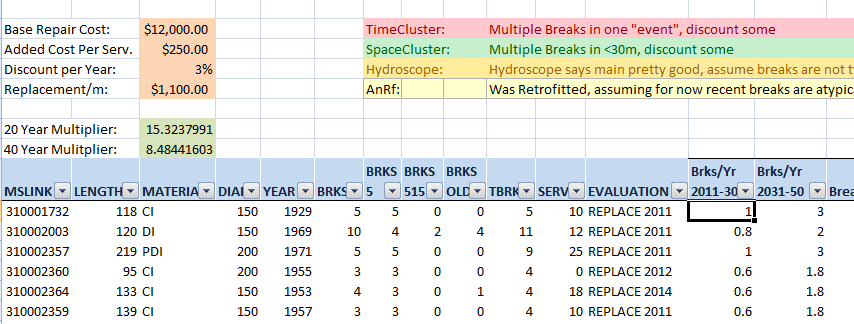 Base Repair Cost: $12,000.00 TimeCluster: Multiple Breaks in one "event", discount some
Added Cost Per Serv. $250.00 SpaceCluster: Multiple Breaks in <30m, discount some
Discount per Year: 3% Hydroscope: Hydroscope says main pretty good, assume breaks are not t
Replacement/m: $1,100.00 AnRf: Was Retrofitted, assuming for now recent breaks are atypica
20 Year Multiplier: 15.3237991
40 Year Mulitplier: 8.48441603
BRKS BRKS BRKS Brks/Yr Brks/Yr
MSLINK LENGTH MATERIA DIA YEAR BRKS 5 515 OLD TBRK SERV EVALUATION 2011-30 2031-50 Brea
310001732 118 CI 150 1929 5 5 0 0 5 10 REPLACE 2011 1 3
310002003 120 DI 150 1969 10 4 2 4 11 12 REPLACE 2011 0.8 2
310002357 219 PDI 200 1971 5 5 0 0 9 25 REPLACE 2011 1 3
310002360 95 CI 200 1955 3 3 0 0 4 0 REPLACE 2012 0.6 1.8
310002364 133 CI 150 1953 4 3 0 1 4 18 REPLACE 2014 0.6 1.8
310002359 139 CI 150 1957 3 3 0 0 4 10 REPLACE 2011 0.6 1.8